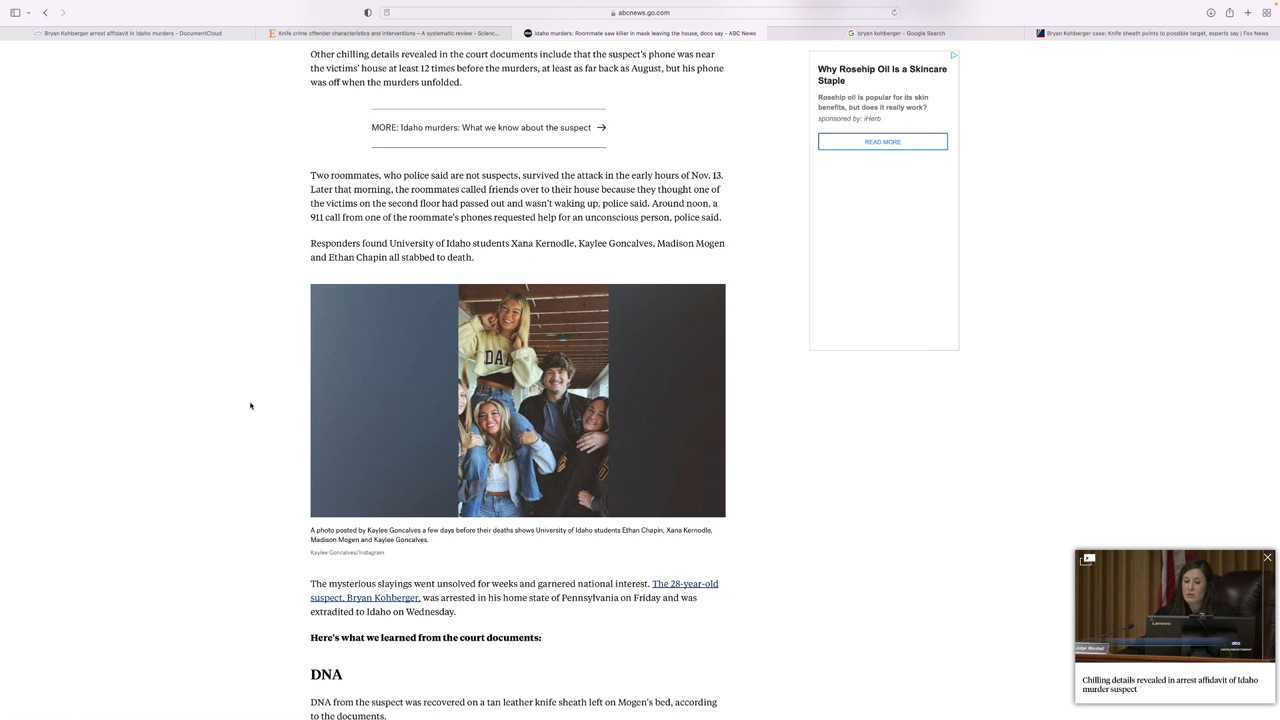 abcnews.go.com
Bryan Kohberger arrest affidavit in Idaho murders - DocumentCloud
Knife crime offender characteristics and interventions – A systematic review - Scienc...
Idaho murders: Roommate saw killer in mask leaving the house, docs say - ABC News
bryan kohberger - Google Search
Bryan Kohberger case: Knife sheath points to possible target, experts say | Fox News
Other chilling details revealed in the court documents include that the suspect's phone was near
the victims' house at least 12 times before the murders, at least as far back as August, but his phone
was off when the murders unfolded.
MORE: Idaho murders: What we know about the suspect
Two roommates, who police said are not suspects, survived the attack in the early hours of Nov. 13.
Later that morning, the roommates called friends over to their house because they thought one of
the victims on the second floor had passed out and wasn't waking up, police said. Around noon, a
911 call from one of the roommate's phones requested help for an unconscious person, police said.
Responders found University of Idaho students Xana Kernodle, Kaylee Goncalves, Madison Mogen
and Ethan Chapin all stabbed to death.
DA
A photo posted by Kaylee Goncalves a few days before their deaths shows University of Idaho students Ethan Chapin, Xana Kernodle,
Madison Mogen and Kaylee Goncalves.
Kaylee Goncalves/Instagram
The mysterious slayings went unsolved for weeks and garnered national interest. The 28-year-old
suspect, Bryan Kohberger, was arrested in his home state of Pennsylvania on Friday and was
extradited to Idaho on Wednesday.
Here's what we learned from the court documents:
DNA
DNA from the suspect was recovered on a tan leather knife sheath left on Mogen's bed, according
to the documents.
Why Rosehip Oil Is a Skincare
Staple
Rosehip oil is popular for its skin
benefits, but does it really work?
sponsored by: iHerb
READ MORE
Lenovo
abc
Judge Marshall
Chilling details revealed in arrest affidavit of Idaho
murder suspect